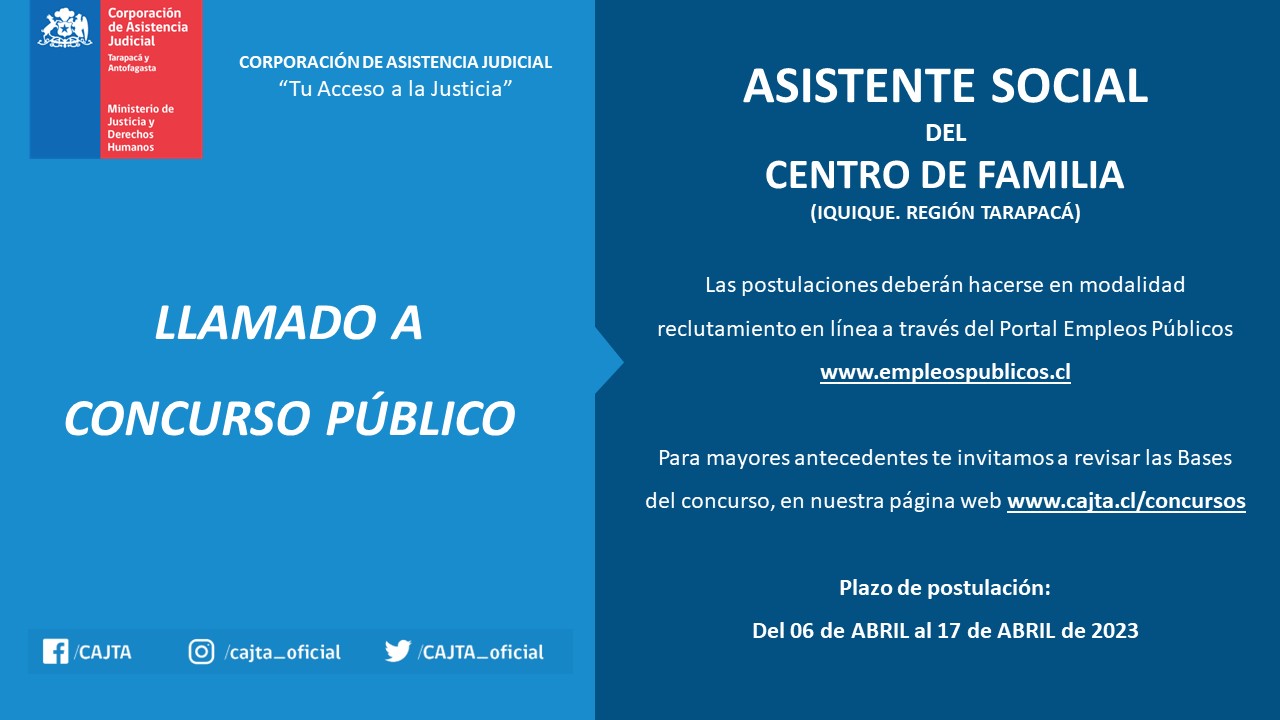 Corporación
de Asistencia
Judicial
Tarapacá y
Antofagasta
Ministerio de
Justicia y
Derechos
Humanos
CORPORACIÓN DE ASISTENCIA JUDICIAL
“Tu Acceso a la Justicia”
LLAMADO A
CONCURSO PÚBLICO
/CAJTA
/cajta_oficial
/CAJTA_oficial
ASISTENTE SOCIAL
DEL
CENTRO DE FAMILIA
(IQUIQUE. REGIÓN TARAPACÁ)
Las postulaciones deberán hacerse en modalidad
reclutamiento en línea a través del Portal Empleos Públicos
www.empleospublicos.cl
Para mayores antecedentes te invitamos a revisar las Bases
del concurso, en nuestra página web www.cajta.cl/concursos
Plazo de postulación:
Del 06 de ABRIL al 17 de ABRIL de 2023